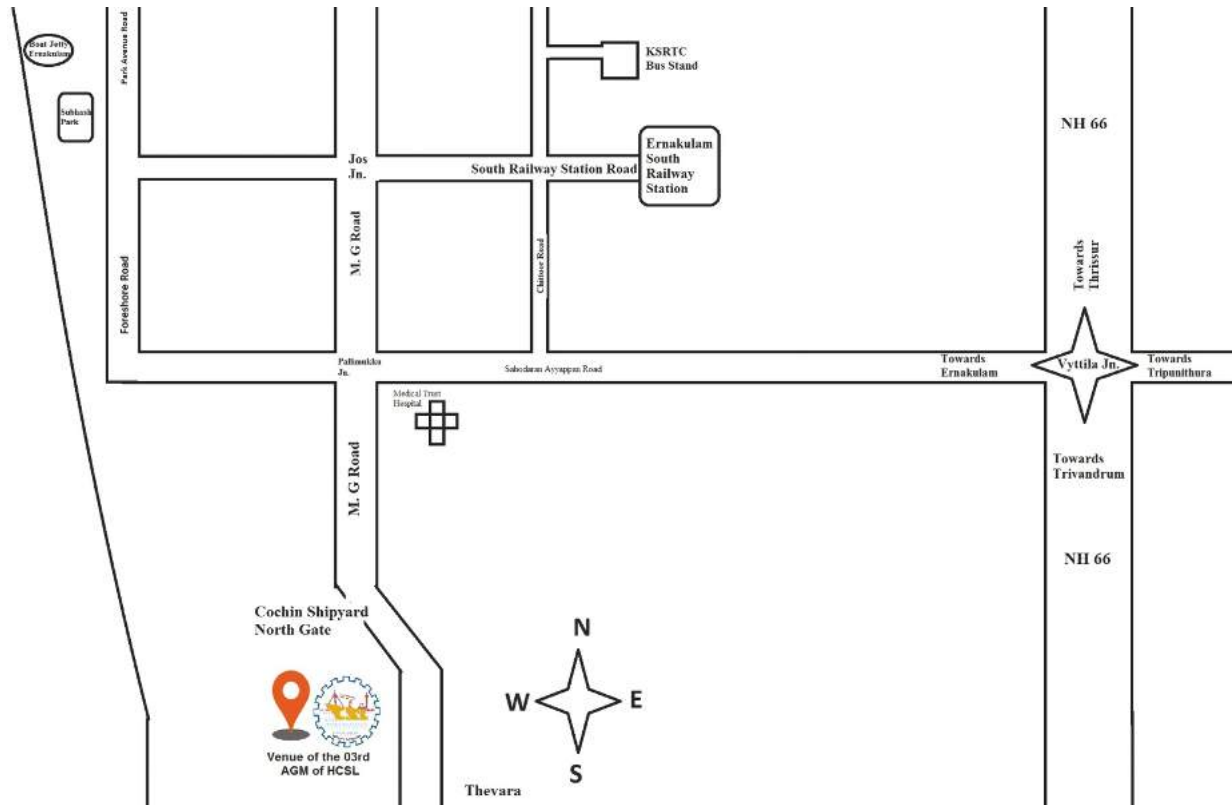 Boat Jetty
Ernakulam
Park Avenue Road
KSRTC
Bus Stand
Subhash
Park
NH 66
Jos
Jn.
South Railway Station Road
Ernakulam
South
Railway
Station
M. G Road
Chittoor Road
Foreshore Road
Towards
Thrissur
Pallimukku
Jn.
Sahodaran Ayyappan Road
Towards
Ernakulam
Vyttila Jn.
Towards
Tripunithura
Medical Trust
Hospital
M. G Road
Towards
Trivandrum
NH 66
Cochin Shipyard
North Gate
N
W
E
S
Venue of the 03rd
AGM of HCSL
Thevara